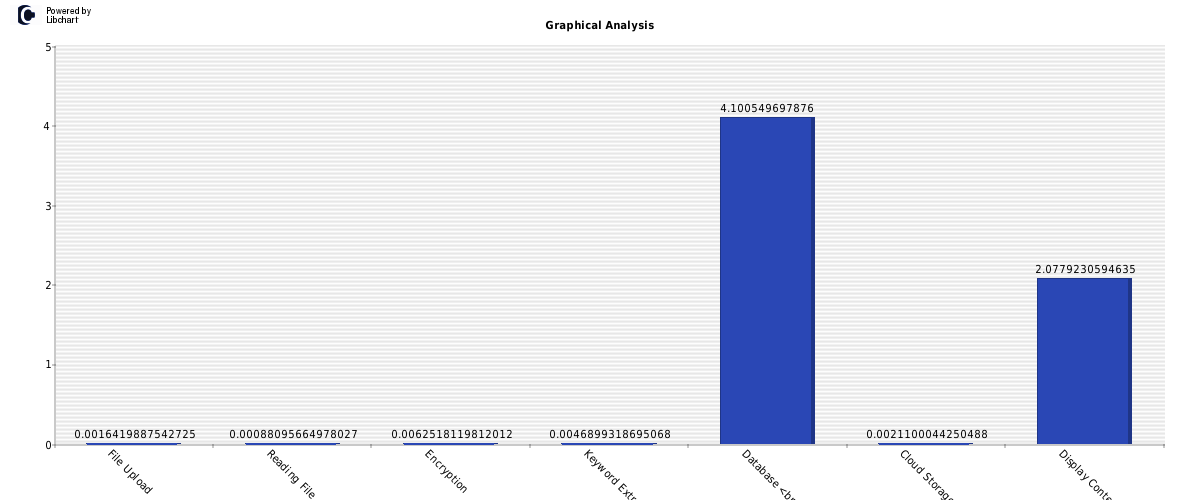 Powered by
Libchart
Graphical Analysis
5
4
3
2
1
0
0.0016419887542725
0.00088095664978027
0.0062518119812012
0.0046899318695068
4.100549697876
0.0021100044250488
2.0779230594635
File Upload
Reading File
Encryption
Keyword Extr
Database <br
Cloud Storag
Display Conte